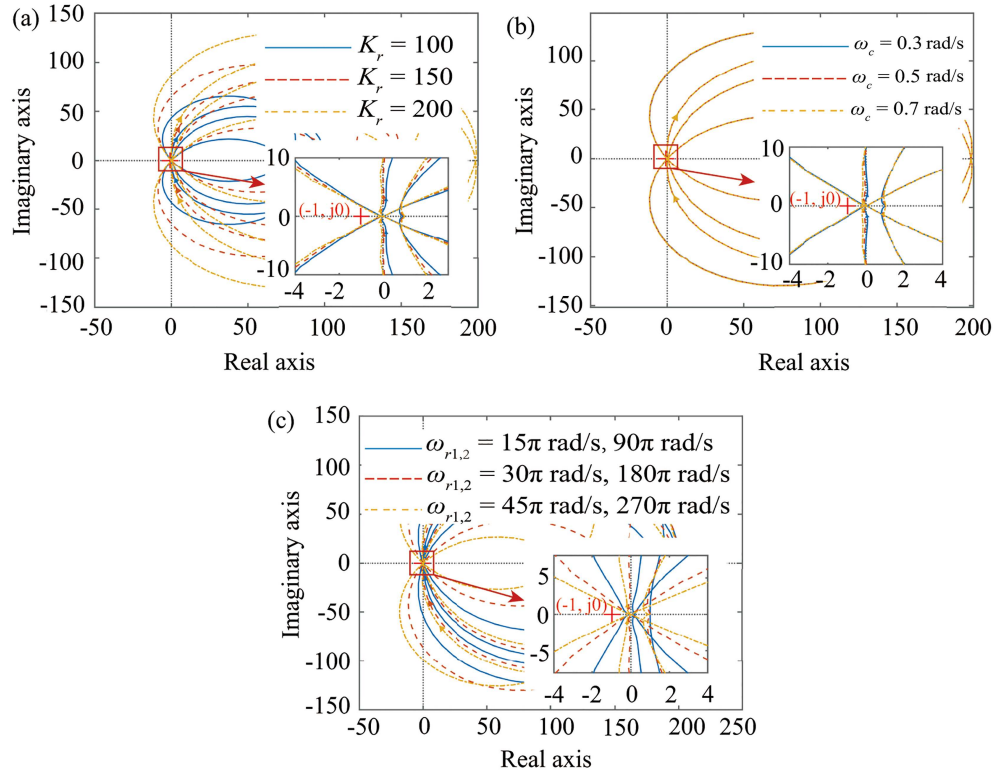 (a)
150
100
50
0
-50
-100
-150
Imaginary axis
K_r = 100
K_r = 150
K_r = 200
10
0
-10
(-1, j0)
-4 -2 0 2
-50 0 50 100 150 200
Real axis
(b)
100
50
0
-50
-100
-150
Imaginary axis
ω_c = 0.3 rad/s
ω_c = 0.5 rad/s
ω_c = 0.7 rad/s
10
0
-10
(-1, j0)
-4 -2 0 2 4
-50 0 50 100 150 200
Real axis
(c)
150
100
50
0
-50
-100
-150
Imaginary axis
ω_r1,2 = 15π rad/s, 90π rad/s
ω_r1,2 = 30π rad/s, 180π rad/s
ω_r1,2 = 45π rad/s, 270π rad/s
5
0
-5
(-1, j0)
-4 -2 0 2 4
-50 0 50 100 150 200 250
Real axis